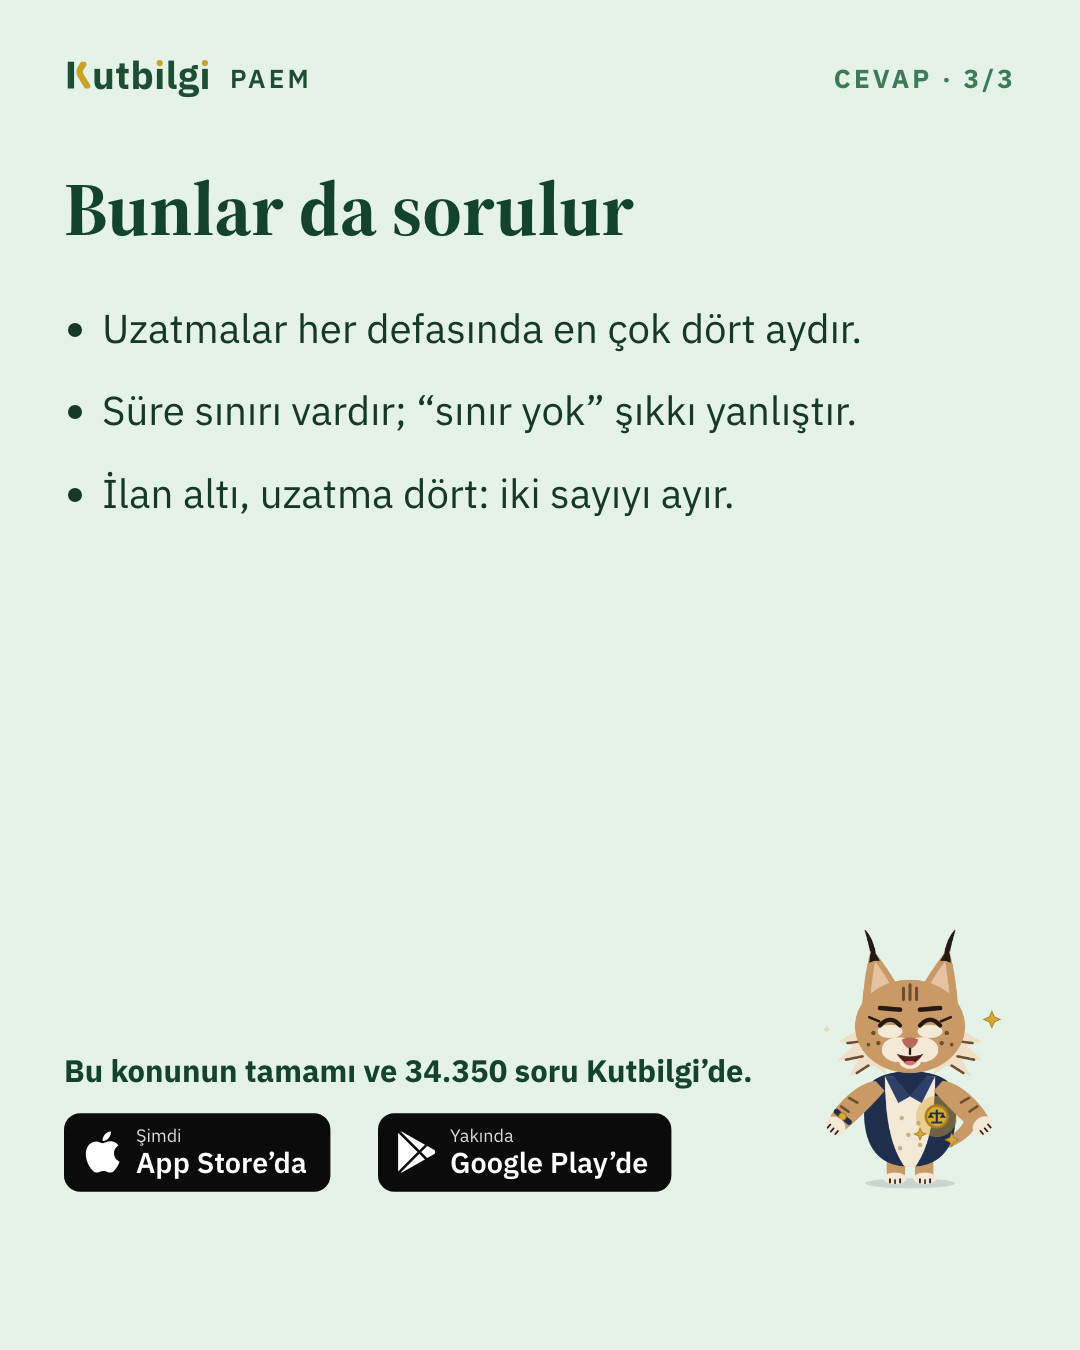 Kutbilgi PAEM
CEVAP · 3/3
Bunlar da sorulur
• Uzatmalar her defasında en çok dört aydır.
• Süre sınırı vardır; “sınır yok” şıkkı yanlıştır.
• İlan altı, uzatma dört: iki sayıyı ayır.
Bu konunun tamamı ve 34.350 soru Kutbilgi’de.
Şimdi
App Store’da
Yakında
Google Play’de